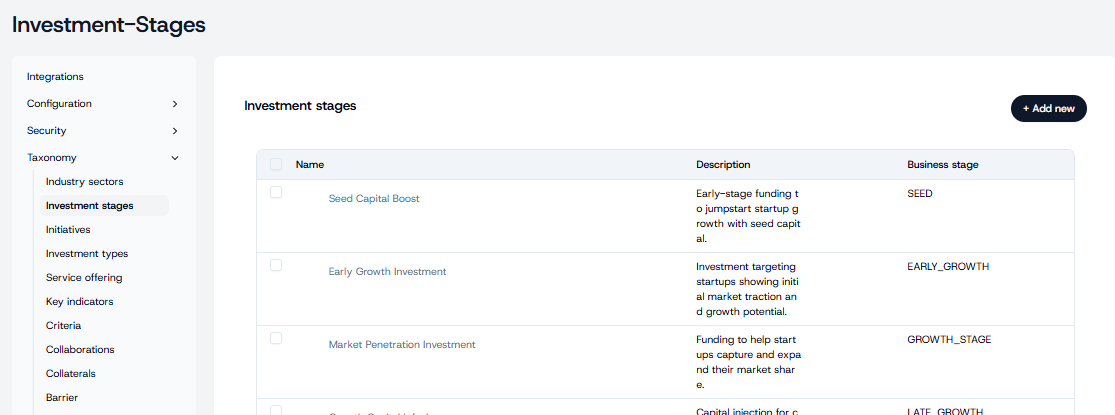 Investment-Stages
Integrations
Configuration
Security
Taxonomy
Industry sectors
Investment stages
Initiatives
Investment types
Service offering
Key indicators
Criteria
Collaborations
Collaterals
Barrier
Investment stages
+ Add new
Name Description Business stage
Seed Capital Boost
Early-stage funding t
o jumpstart startup g
rowth with seed capit
al.
SEED
Early Growth Investment
Investment targeting
startups showing initi
al market traction an
d growth potential.
EARLY_GROWTH
Market Penetration Investment
Funding to help start
ups capture and expa
nd their market shar
e.
GROWTH_STAGE
Capital injection for c
LATE_GROWTH